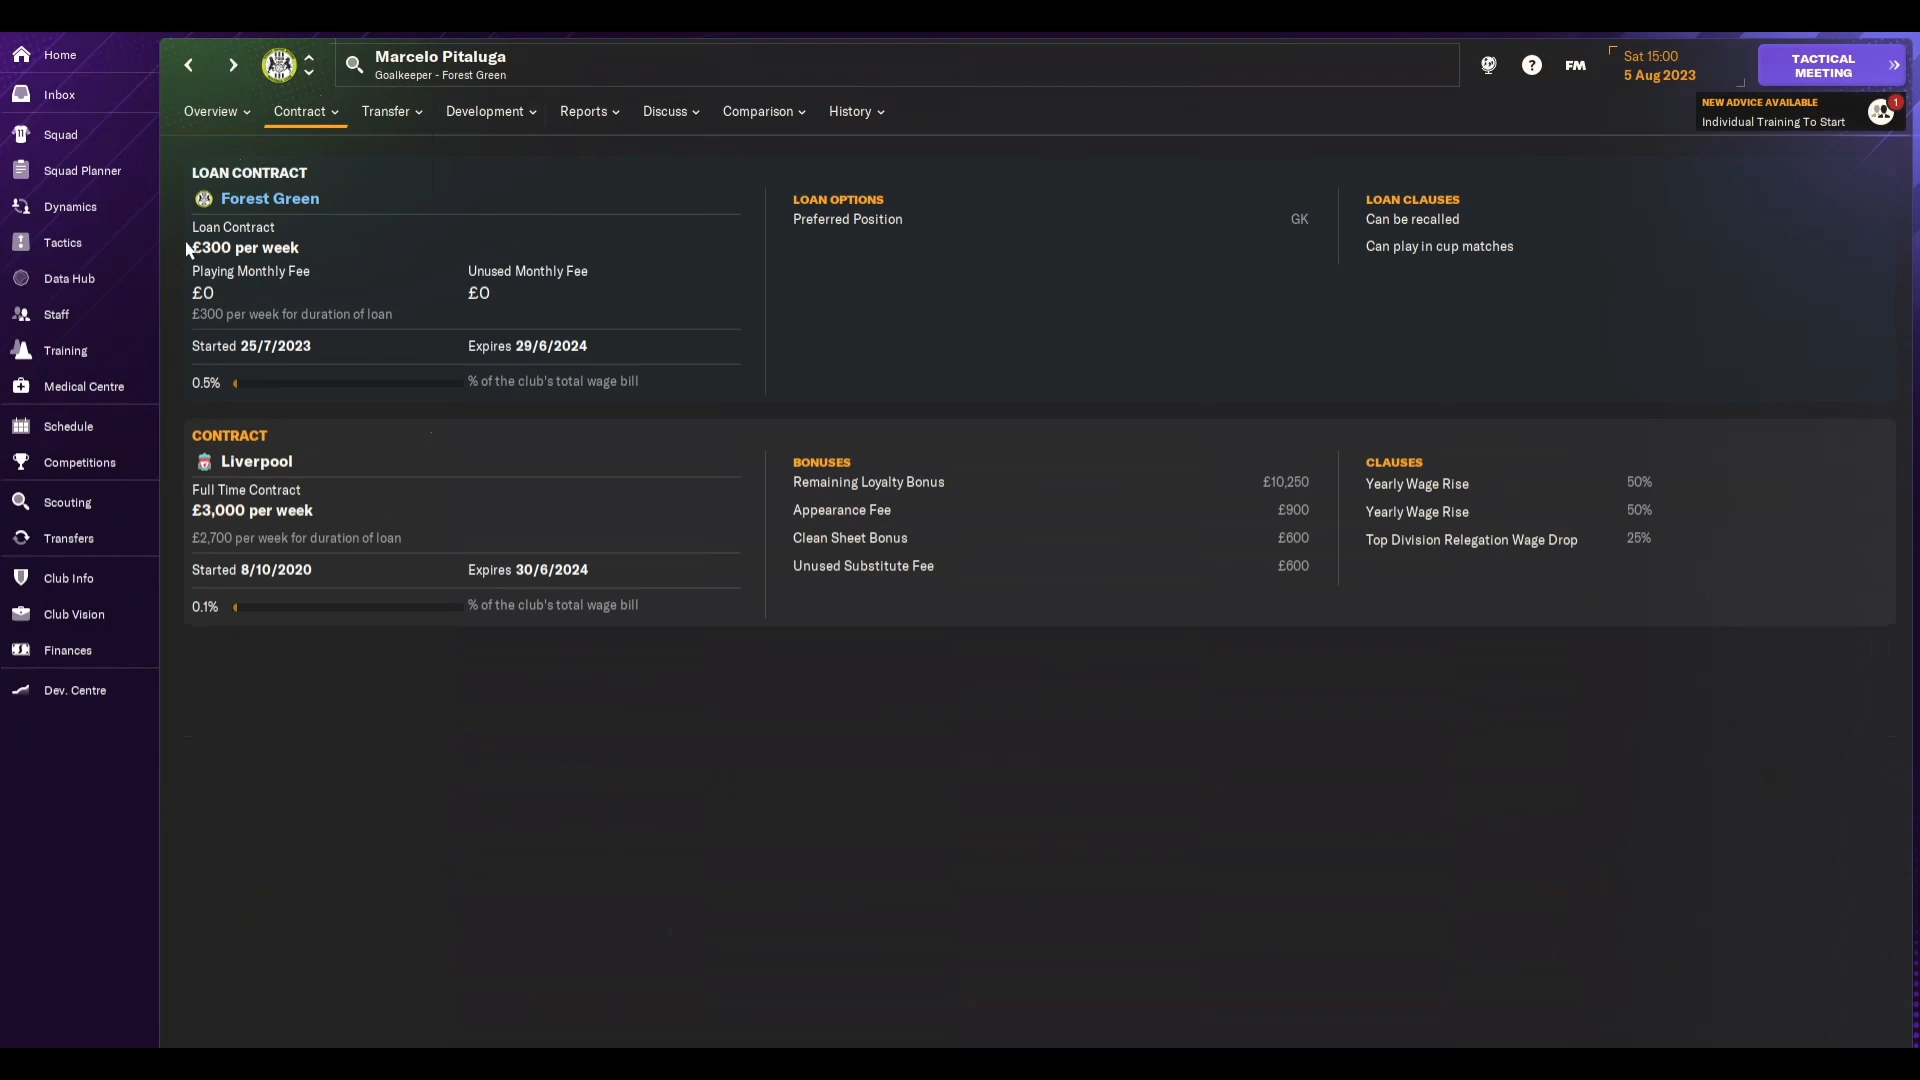 Home
Inbox
Squad
Squad Planner
Dynamics
Tactics
Data Hub
Staff
Training
Medical Centre
Schedule
Competitions
Scouting
Transfers
Club Info
Club Vision
Finances
Dev. Centre
Marcelo Pitaluga
Goalkeeper - Forest Green
?
FM
Sat 15:00
5 Aug 2023
TACTICAL
MEETING
Overview Contract Transfer Development Reports Discuss Comparison History
NEW ADVICE AVAILABLE
Individual Training To Start
1
LOAN CONTRACT
Forest Green
Loan Contract
£300 per week
Playing Monthly Fee Unused Monthly Fee
£0 £0
£300 per week for duration of loan
Started 25/7/2023 Expires 29/6/2024
0.5% % of the club's total wage bill
LOAN OPTIONS
Preferred Position GK
LOAN CLAUSES
Can be recalled
Can play in cup matches
CONTRACT
Liverpool
Full Time Contract
£3,000 per week
£2,700 per week for duration of loan
Started 8/10/2020 Expires 30/6/2024
0.1% % of the club's total wage bill
BONUSES
Remaining Loyalty Bonus £10,250
Appearance Fee £900
Clean Sheet Bonus £600
Unused Substitute Fee £600
CLAUSES
Yearly Wage Rise 50%
Yearly Wage Rise 50%
Top Division Relegation Wage Drop 25%